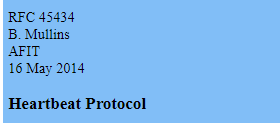 RFC 45434
B. Mullins
AFIT
16 May 2014
Heartbeat Protocol